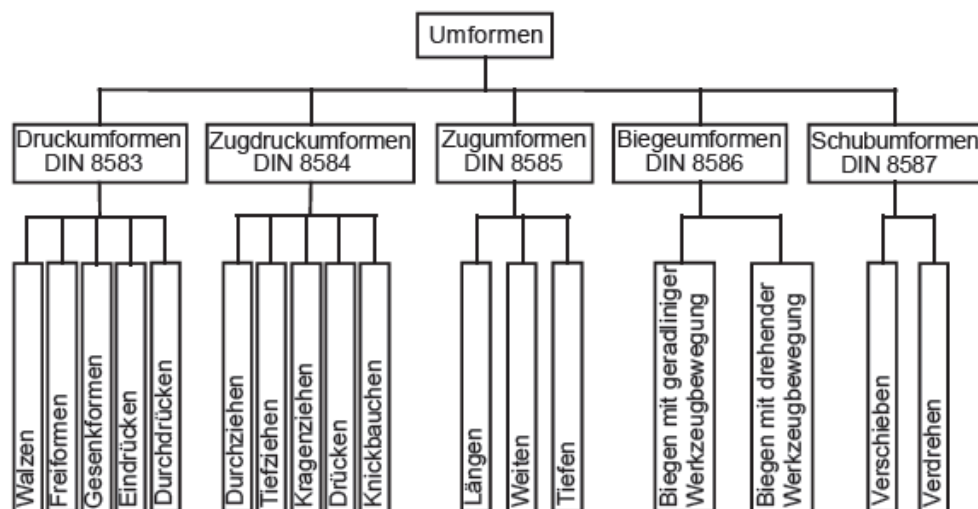 Umformen
Druckumformen
DIN 8583
Zugdruckumformen
DIN 8584
Zugumformen
DIN 8585
Biegeumformen
DIN 8586
Schubumformen
DIN 8587
Walzen
Freiformen
Gesenkformen
Eindrücken
Durchdrücken
Durchziehen
Tiefziehen
Kragenziehen
Drücken
Knickbauchen
Längen
Weiten
Tiefen
Biegen mit geradliniger
Werkzeugbewegung
Biegen mit drehender
Werkzeugbewegung
Verschieben
Verdrehen